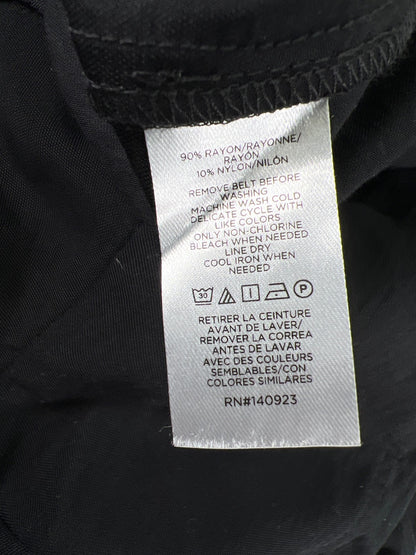 90% RAYON/RAYONNE/
RAYÓN
10% NYLON/NILÓN
REMOVE BELT BEFORE
WASHING
MACHINE WASH COLD
DELICATE CYCLE WITH
LIKE COLORS
ONLY NON-CHLORINE
BLEACH WHEN NEEDED
LINE DRY
COOL IRON WHEN
NEEDED
30 P
RETIRER LA CEINTURE
AVANT DE LAVER/
REMOVER LA CORREA
ANTES DE LAVAR
AVEC DES COULEURS
SEMBLABLES/CON
COLORES SIMILARES
RN#140923